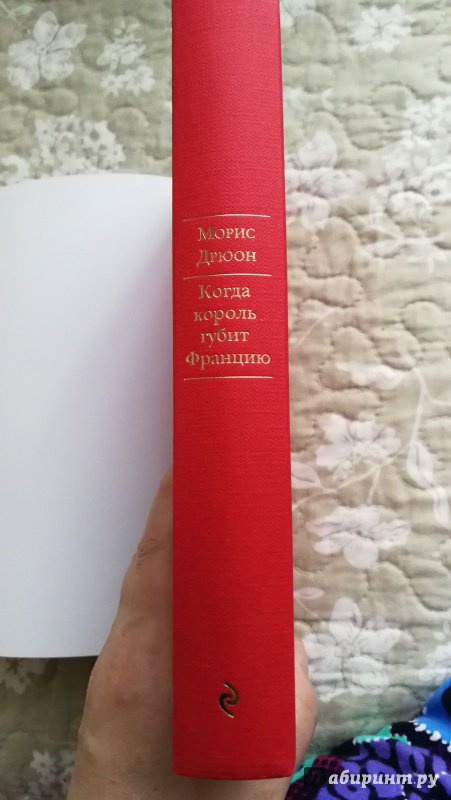 Морис
Дрюон
Когда
король
губит
Францию
абиринт.ру